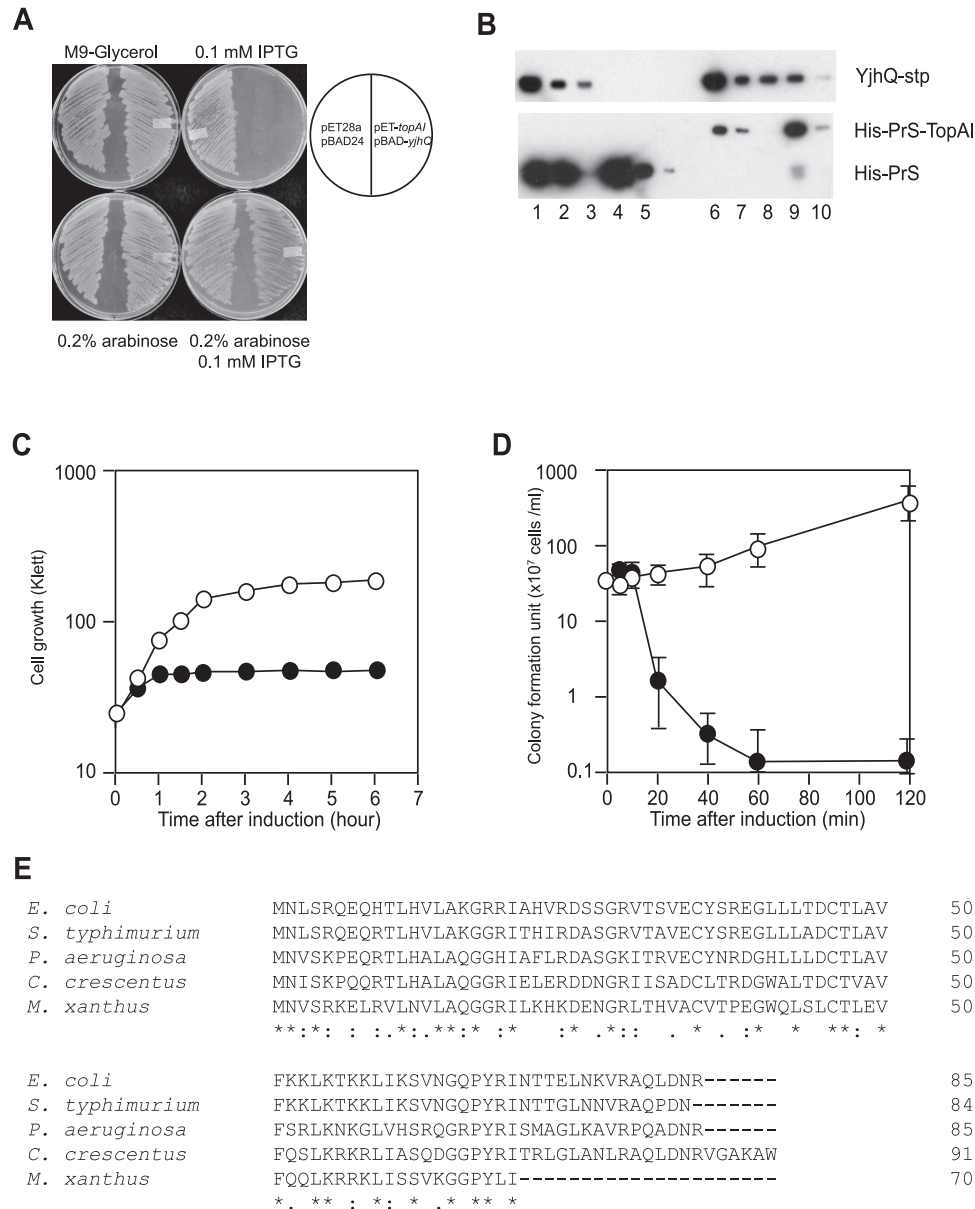 A
M9-Glycerol
0.1 mM IPTG
pET28a
pBAD24
pET-topAI
pBAD-yjhQ
0.2% arabinose
0.2% arabinose
0.1 mM IPTG
B
YjhQ-stp
His-PrS-TopAI
His-PrS
1 2 3 4 5 6 7 8 9 10
C
Cell growth (Klett)
1000
100
10
0 1 2 3 4 5 6 7
Time after induction (hour)
D
Colony formation unit (x10⁷ cells /ml)
1000
100
10
1
0.1
0 20 40 60 80 100 120
Time after induction (min)
E
E. coli MNLSRQEQHTLHVLAKGRRIAHVRDSSGRVTSVECYSREGLLLTDCTLAV 50
S. typhimurium MNLSRQEQRTLHVLAKGGRITHIRDASGRVTAVECYSREGLLLADCTLAV 50
P. aeruginosa MNVSKPEQRTLHALAQGGHIAFLRDASGKITRVECYNRDGHLLLDCTLAV 50
C. crescentus MNISKPQQRTLHALAQGGRIELERDDNGRIISADCLTRDGWALTDCTVAV 50
M. xanthus MNVSRKELRVLNVLAQGGRILKHKDENGRLTHVACVTPEGWQLSLCTLEV 50
**:*: : :.*:.**:* :* :* .*:: . * . :* * **: *
E. coli FKKLKTKKLIKSVNGQPYRINTTELNKVRAQLDNR------ 85
S. typhimurium FKKLKTKKLIKSVNGQPYRINTTGLNNVRAQPDN------- 84
P. aeruginosa FSRLKNKGLVHSRQGRPYRISMAGLKAVRPQADNR------ 85
C. crescentus FQSLKRKRLIASQDGGPYRITRLGLANLRAQLDNRVGAKAW 91
M. xanthus FQQLKRRKLISSVKGGPYLI--------------------- 70
*. ** : *: * .* ** *